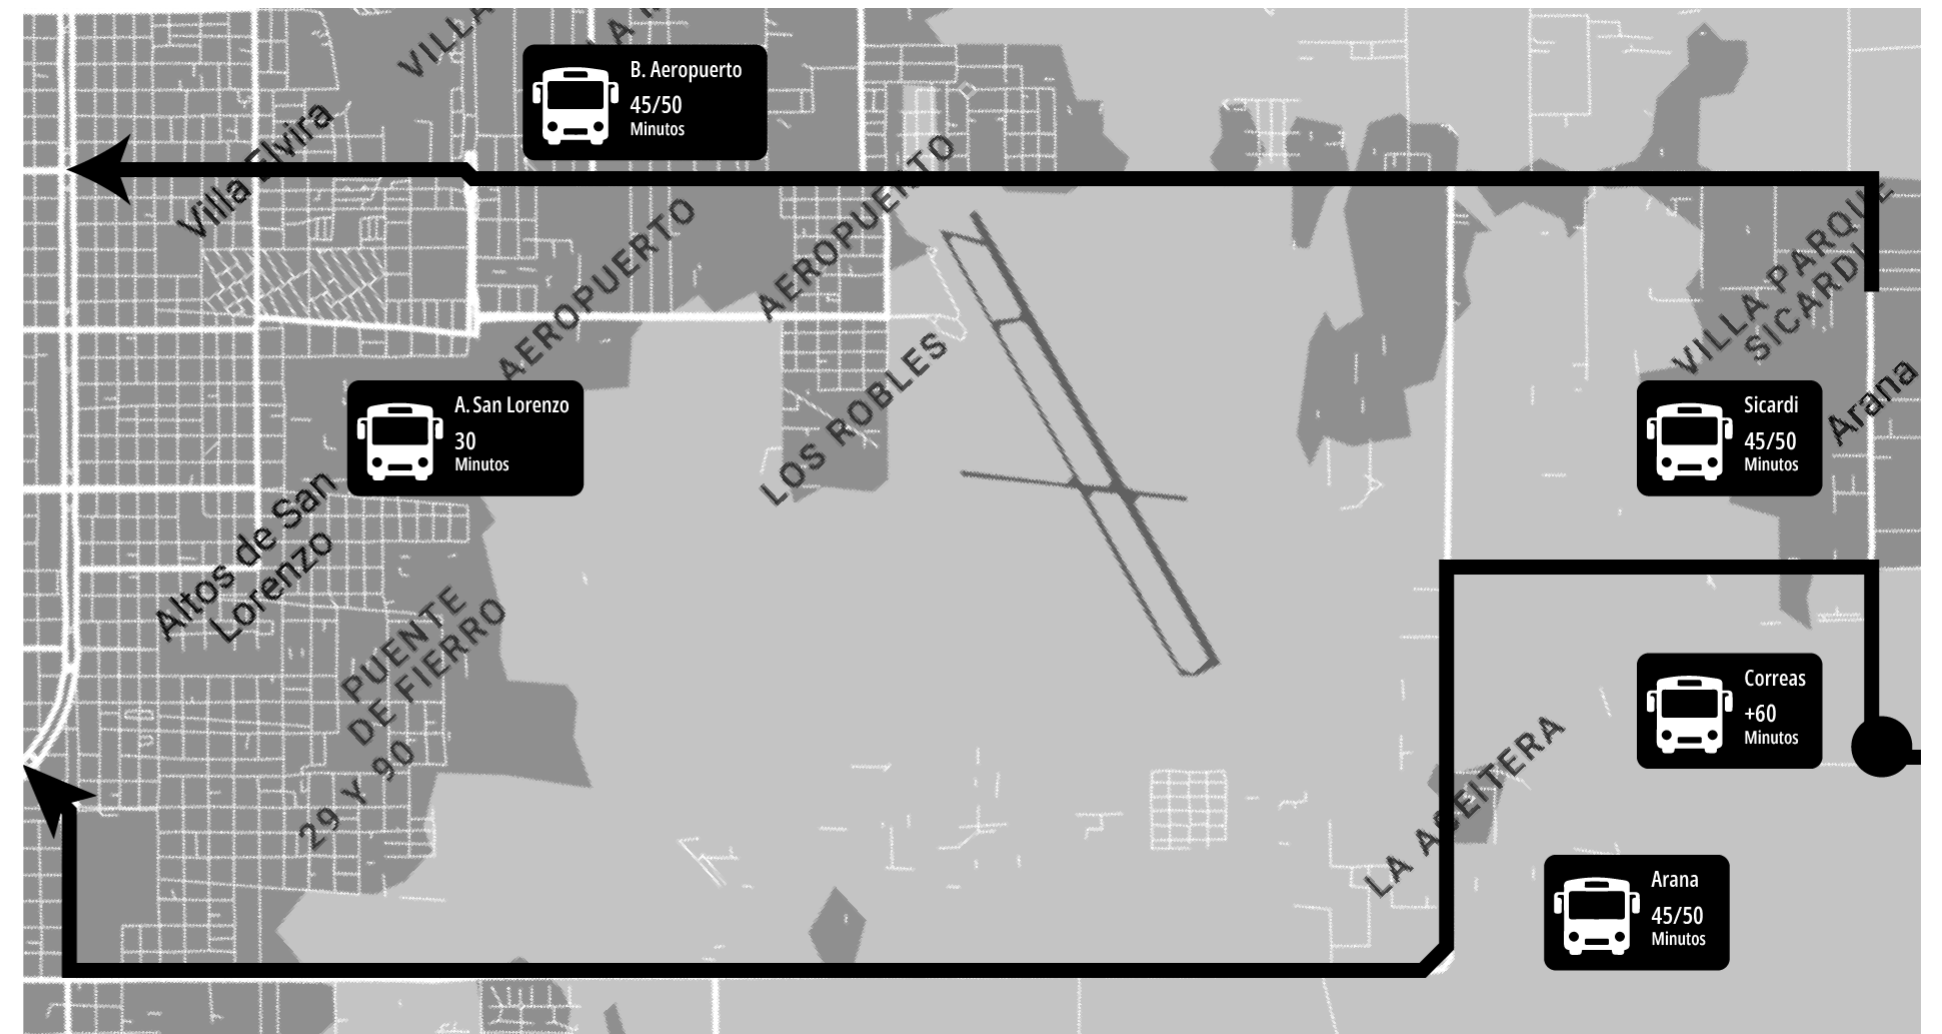 VILLA
LA
B. Aeropuerto
45/50
Minutos
Villa Elvira
AEROPUERTO
AEROPUERTO
VILLA PARQUE
SICARDI
LOS ROBLES
A. San Lorenzo
30
Minutos
Sicardi
45/50
Minutos
Arana
Altos de San
Lorenzo
PUENTE
DE FIERRO
29 Y 90
Correas
+60
Minutos
LA ACEITERA
Arana
45/50
Minutos